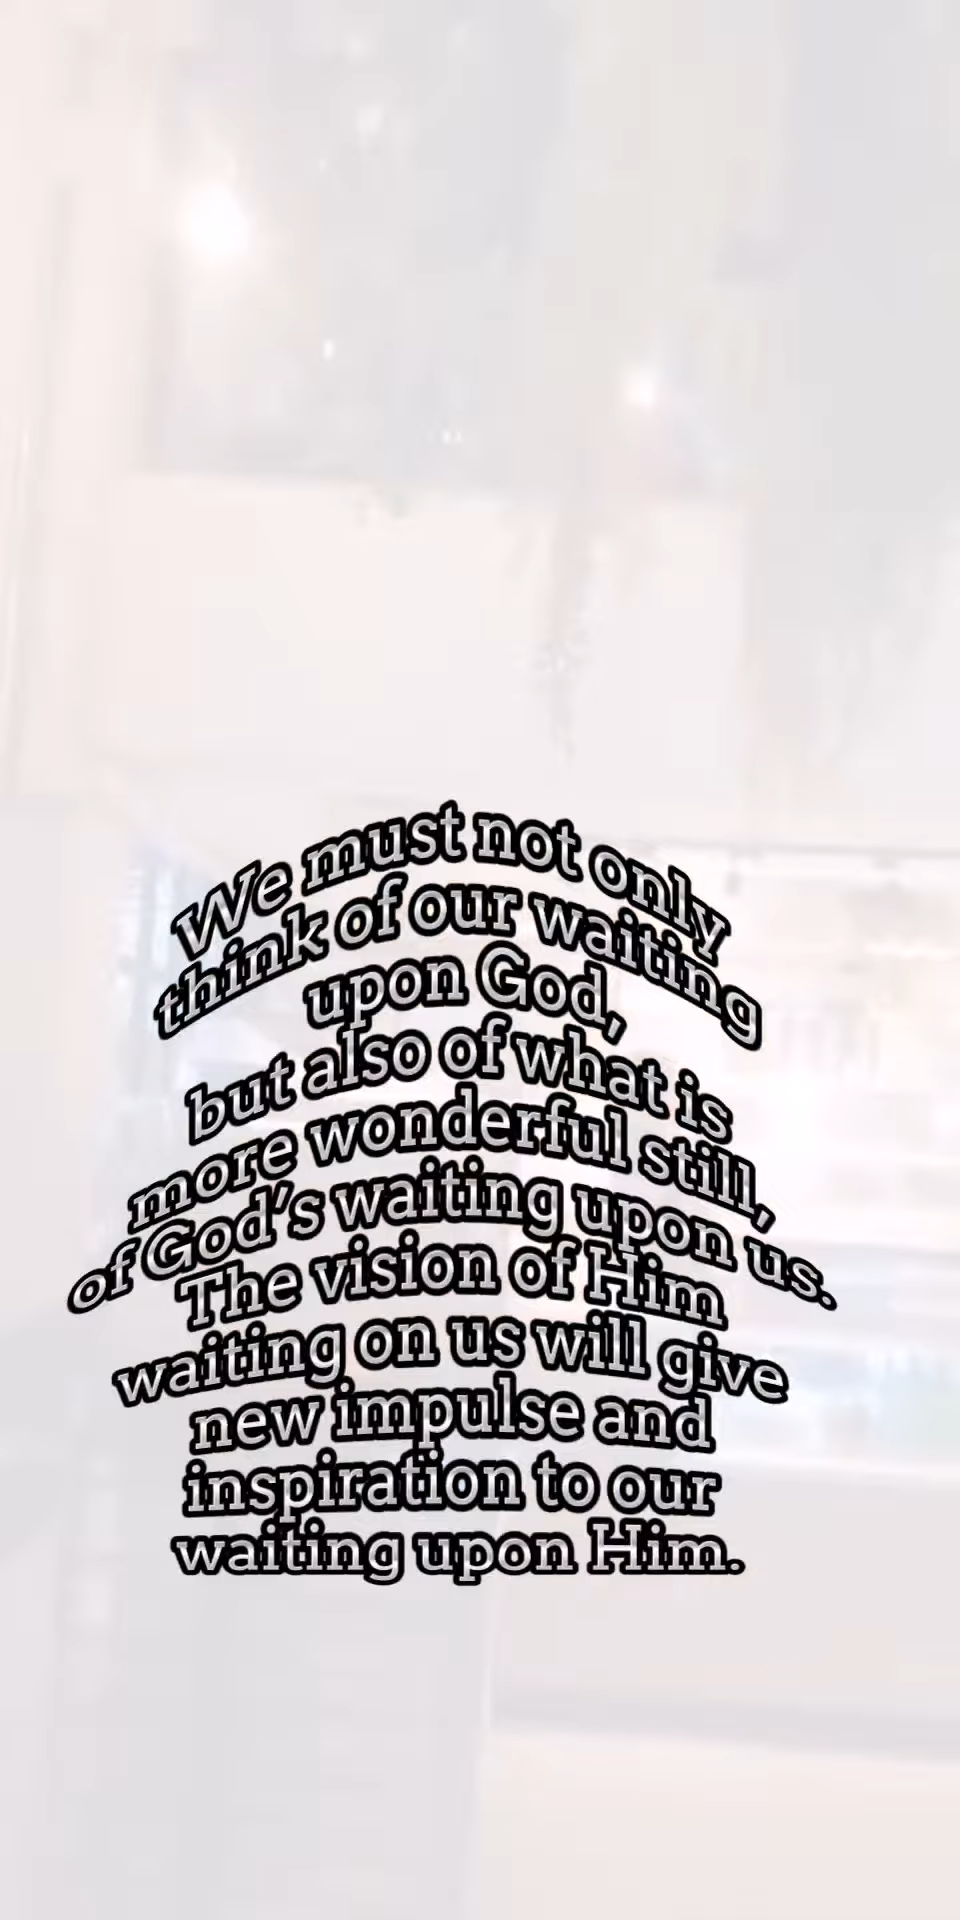 We must not only
think of our waiting
upon God,
but also of what is
more wonderful still,
of God's waiting upon us.
The vision of Him
waiting on us will give
new impulse and
inspiration to our
waiting upon Him.